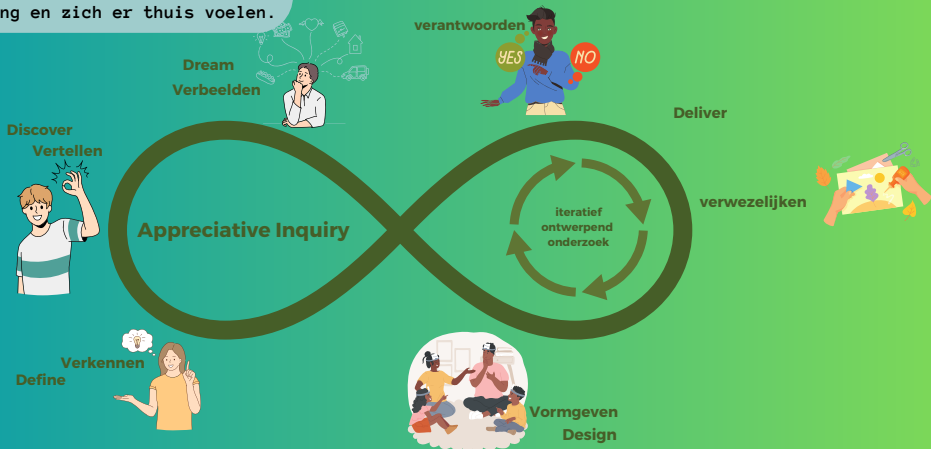 ng en zich er thuis voelen.
verantwoorden
YES
NO
Dream
Verbeelden
Deliver
Discover
Vertellen
verwezelijken
Appreciative Inquiry
iteratief
ontwerpend
onderzoek
Verkennen
Define
Vormgeven
Design